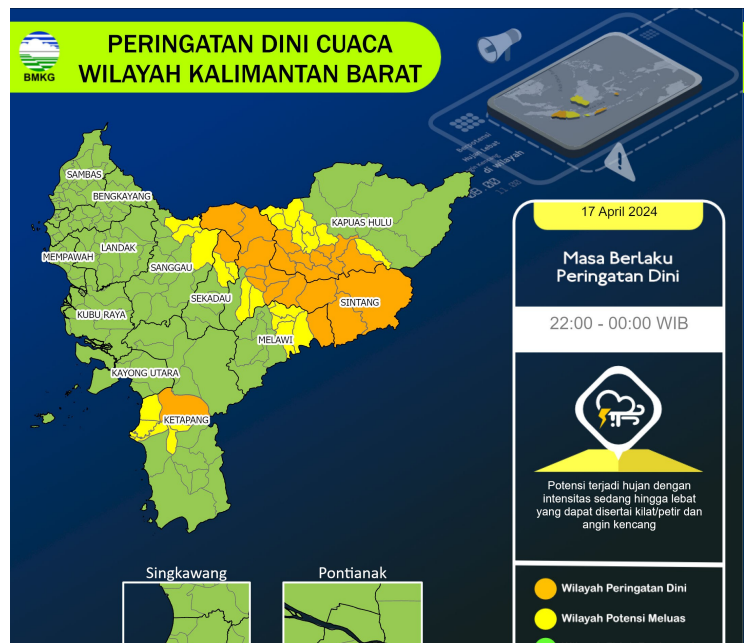 PERINGATAN DINI CUACA
WILAYAH KALIMANTAN BARAT
BMKG
di wilayah
SAMBAS
BENGKAYANG
KAPUAS HULU
LANDAK
MEMPAWAH
SANGGAU
SEKADAU
SINTANG
KUBU RAYA
MELAWI
KAYONG UTARA
KETAPANG
17 April 2024
Masa Berlaku
Peringatan Dini
22:00 - 00:00 WIB
Potensi terjadi hujan dengan
intensitas sedang hingga lebat
yang dapat disertai kilat/petir dan
angin kencang
Singkawang
Pontianak
Wilayah Peringatan Dini
Wilayah Potensi Meluas